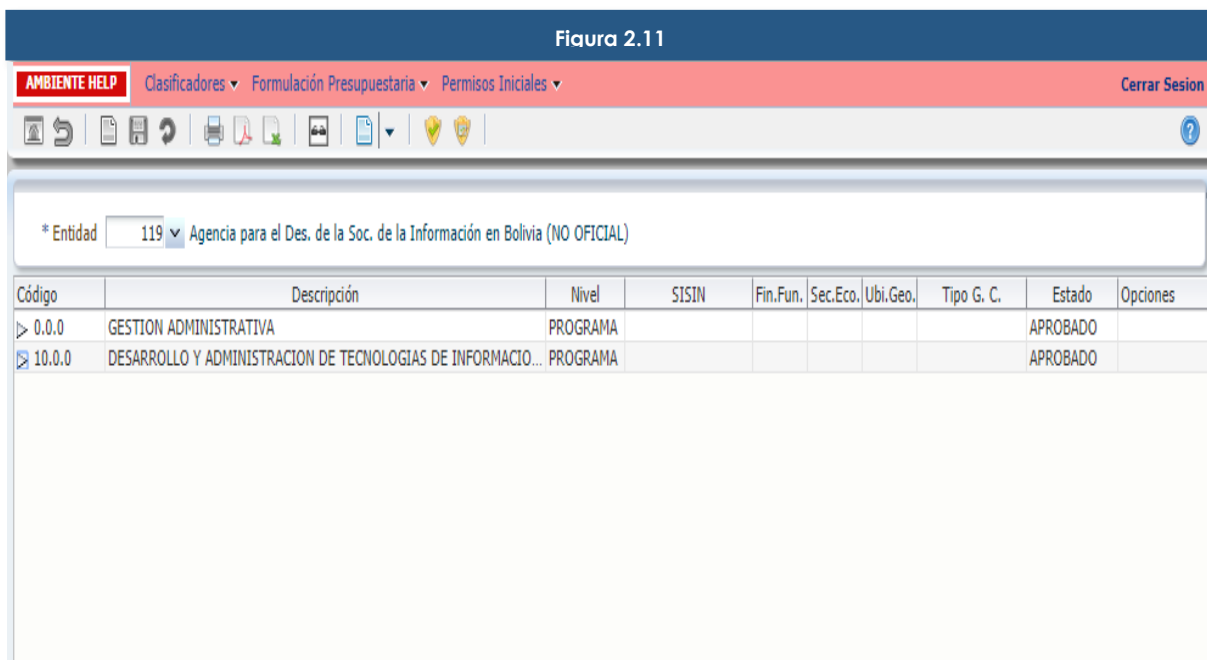 Figura 2.11
AMBIENTE HELP Clasificadores Formulación Presupuestaria Permisos Iniciales Cerrar Sesion
* Entidad 119 Agencia para el Des. de la Soc. de la Información en Bolivia (NO OFICIAL)
Código Descripción Nivel SISIN Fin.Fun. Sec.Eco. Ubi.Geo. Tipo G. C. Estado Opciones
0.0.0 GESTION ADMINISTRATIVA PROGRAMA APROBADO
10.0.0 DESARROLLO Y ADMINISTRACION DE TECNOLOGIAS DE INFORMACIO... PROGRAMA APROBADO